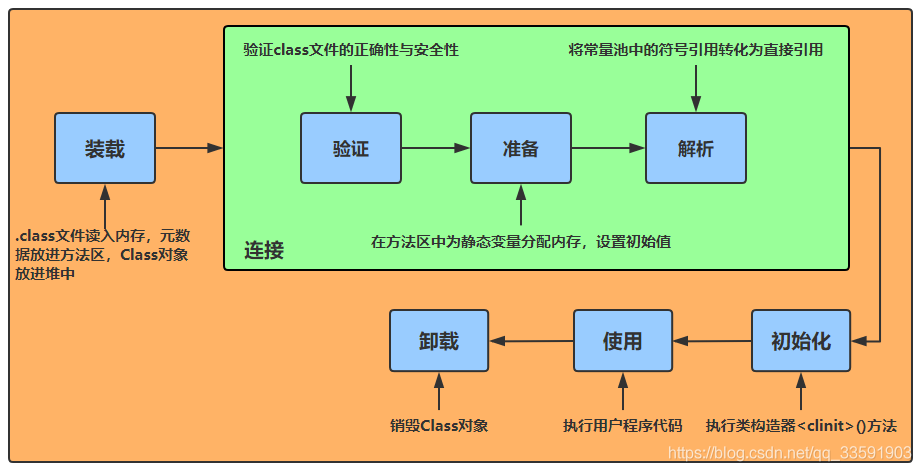 验证class文件的正确性与安全性
将常量池中的符号引用转化为直接引用
装载
验证
准备
解析
.class文件读入内存，元数
据放进方法区，Class对象
放进堆中
在方法区中为静态变量分配内存，设置初始值
连接
卸载
使用
初始化
销毁Class对象
执行用户程序代码
执行类构造器<clinit>()方法
https://blog.csdn.net/qq_33591903